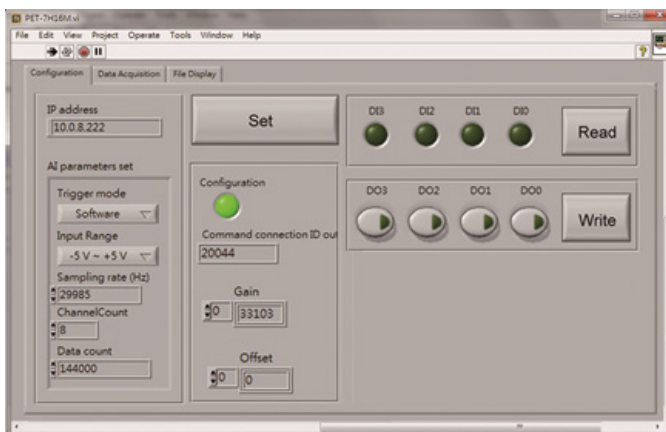 PET-7H16M.vi
File Edit View Project Operate Tools Window Help
Configuration Data Acquisition File Display
IP address
10.0.8.222
AI parameters set
Trigger mode
Software
Input Range
-5 V ~ +5 V
Sampling rate (Hz)
29985
ChannelCount
8
Data count
144000
Set
Configuration
Command connection ID out
20044
Gain
0 33103
Offset
0 0
DI3 DI2 DI1 DI0
Read
DO3 DO2 DO1 DO0
Write